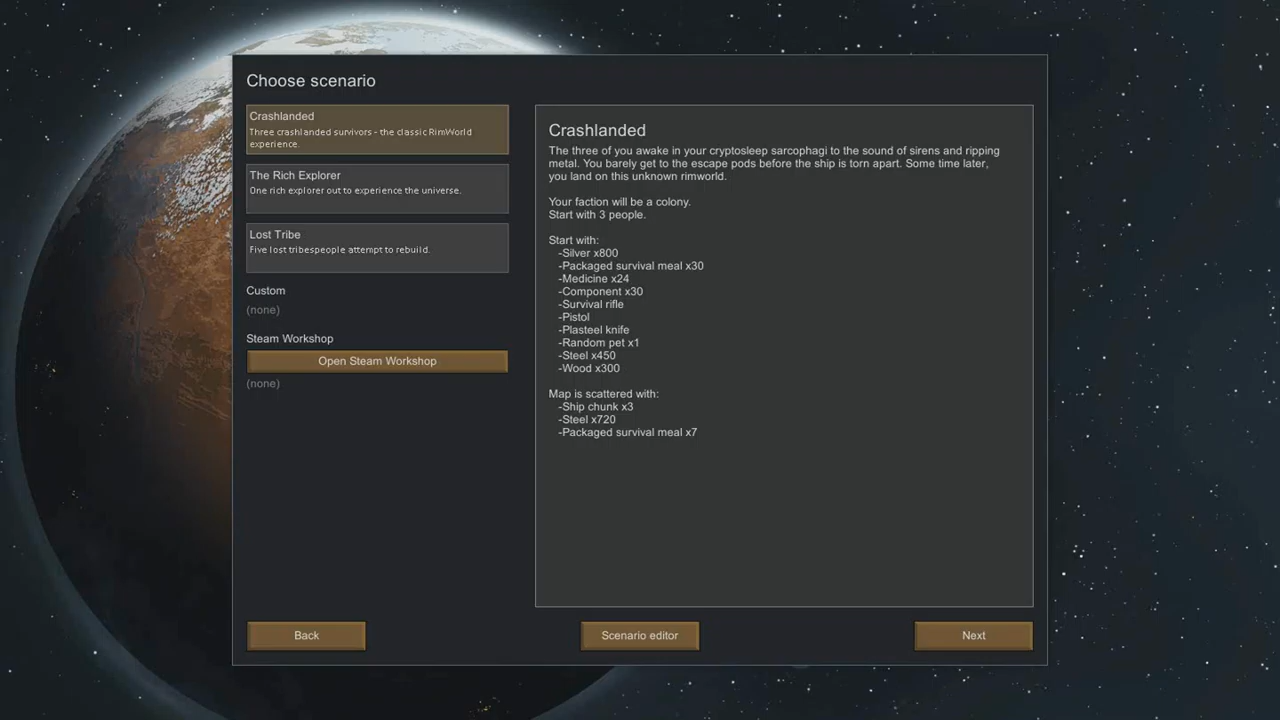 Choose scenario
Crashlanded
Three crashlanded survivors - the classic RimWorld
experience.
The Rich Explorer
One rich explorer out to experience the universe.
Lost Tribe
Five lost tribespeople attempt to rebuild.
Custom
(none)
Steam Workshop
Open Steam Workshop
(none)
Crashlanded
The three of you awake in your cryptosleep sarcophagi to the sound of sirens and ripping
metal. You barely get to the escape pods before the ship is torn apart. Some time later,
you land on this unknown rimworld.
Your faction will be a colony.
Start with 3 people.
Start with:
-Silver x800
-Packaged survival meal x30
-Medicine x24
-Component x30
-Survival rifle
-Pistol
-Plasteel knife
-Random pet x1
-Steel x450
-Wood x300
Map is scattered with:
-Ship chunk x3
-Steel x720
-Packaged survival meal x7
Back
Scenario editor
Next